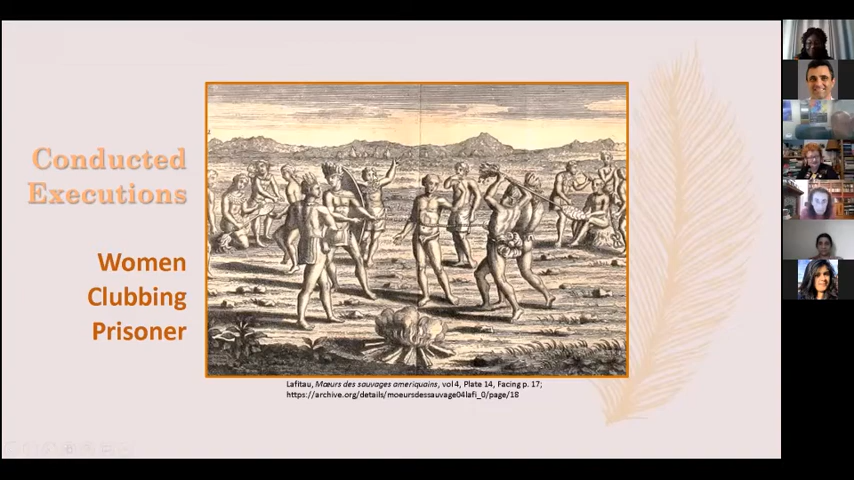 Conducted
Executions
Women
Clubbing
Prisoner
Lafitau, Mœurs des sauvages ameriquains, vol 4, Plate 14, Facing p. 17;
https://archive.org/details/moeursdessauvage04lafi_0/page/18